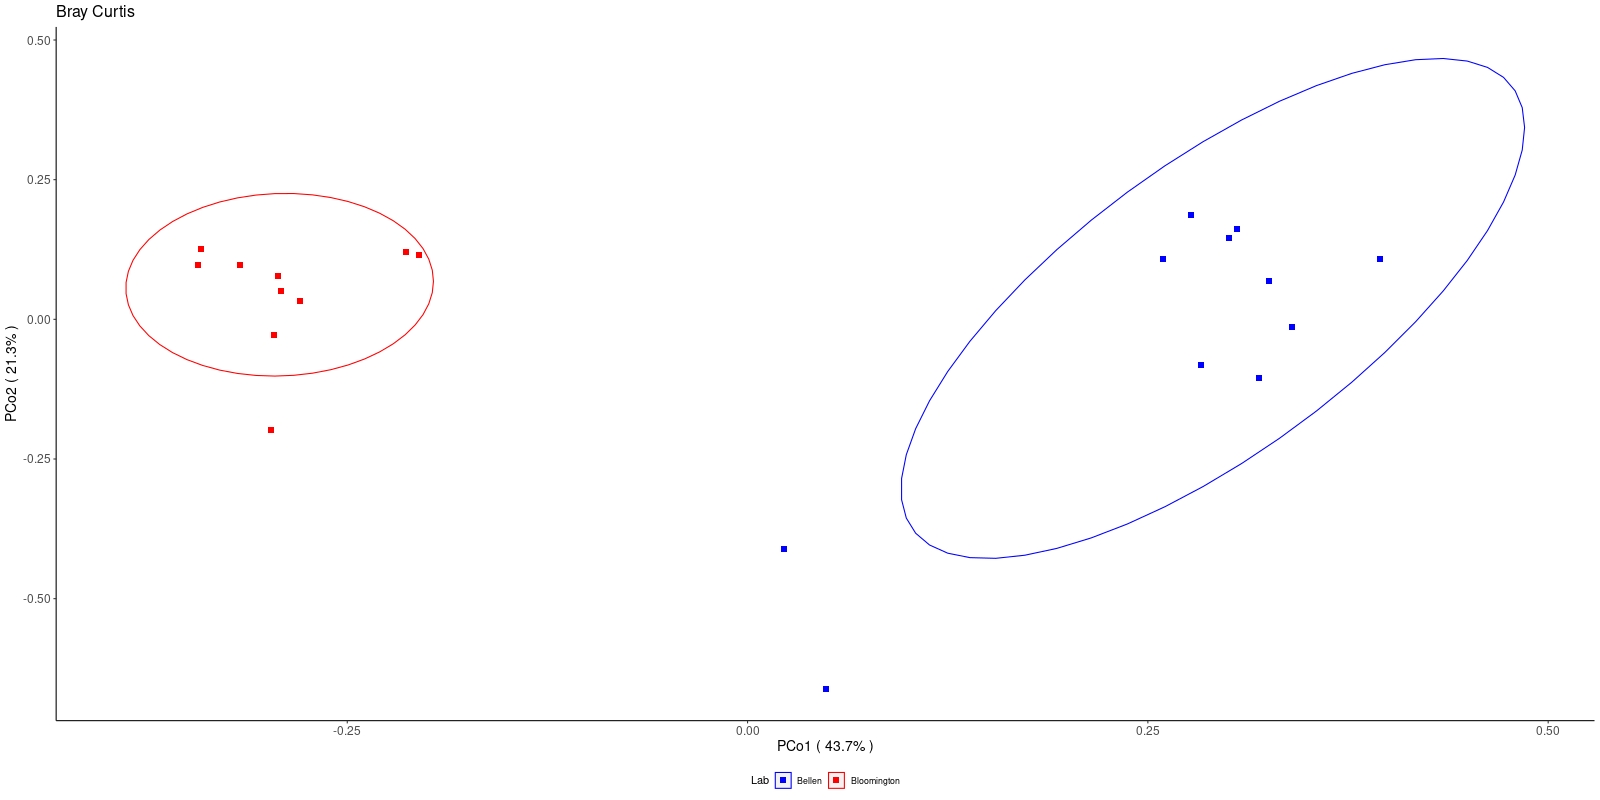 Bray Curtis
0.50
0.25
0.00
-0.25
-0.50
PCo2 ( 21.3% )
-0.25 0.00 0.25 0.50
PCo1 ( 43.7% )
Lab Bellen Bloomington